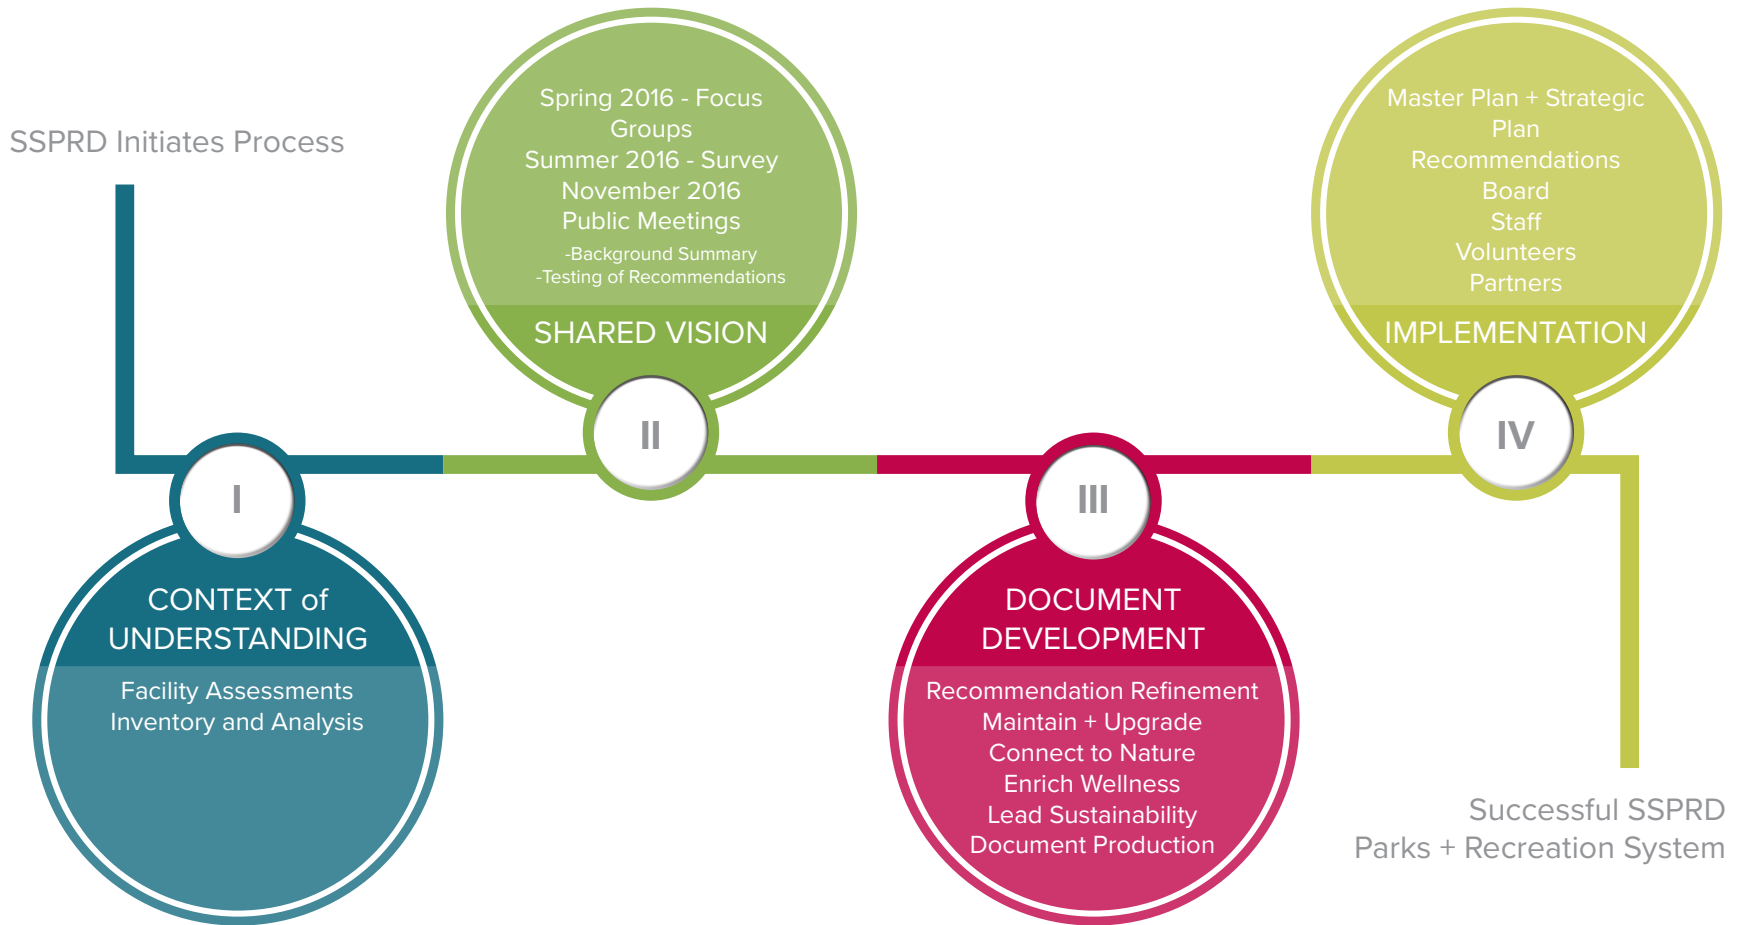 SSPRD Initiates Process
I
CONTEXT of
UNDERSTANDING
Facility Assessments
Inventory and Analysis
Spring 2016 - Focus
Groups
Summer 2016 - Survey
November 2016
Public Meetings
-Background Summary
-Testing of Recommendations
SHARED VISION
II
III
DOCUMENT
DEVELOPMENT
Recommendation Refinement
Maintain + Upgrade
Connect to Nature
Enrich Wellness
Lead Sustainability
Document Production
Master Plan + Strategic
Plan
Recommendations
Board
Staff
Volunteers
Partners
IMPLEMENTATION
IV
Successful SSPRD
Parks + Recreation System